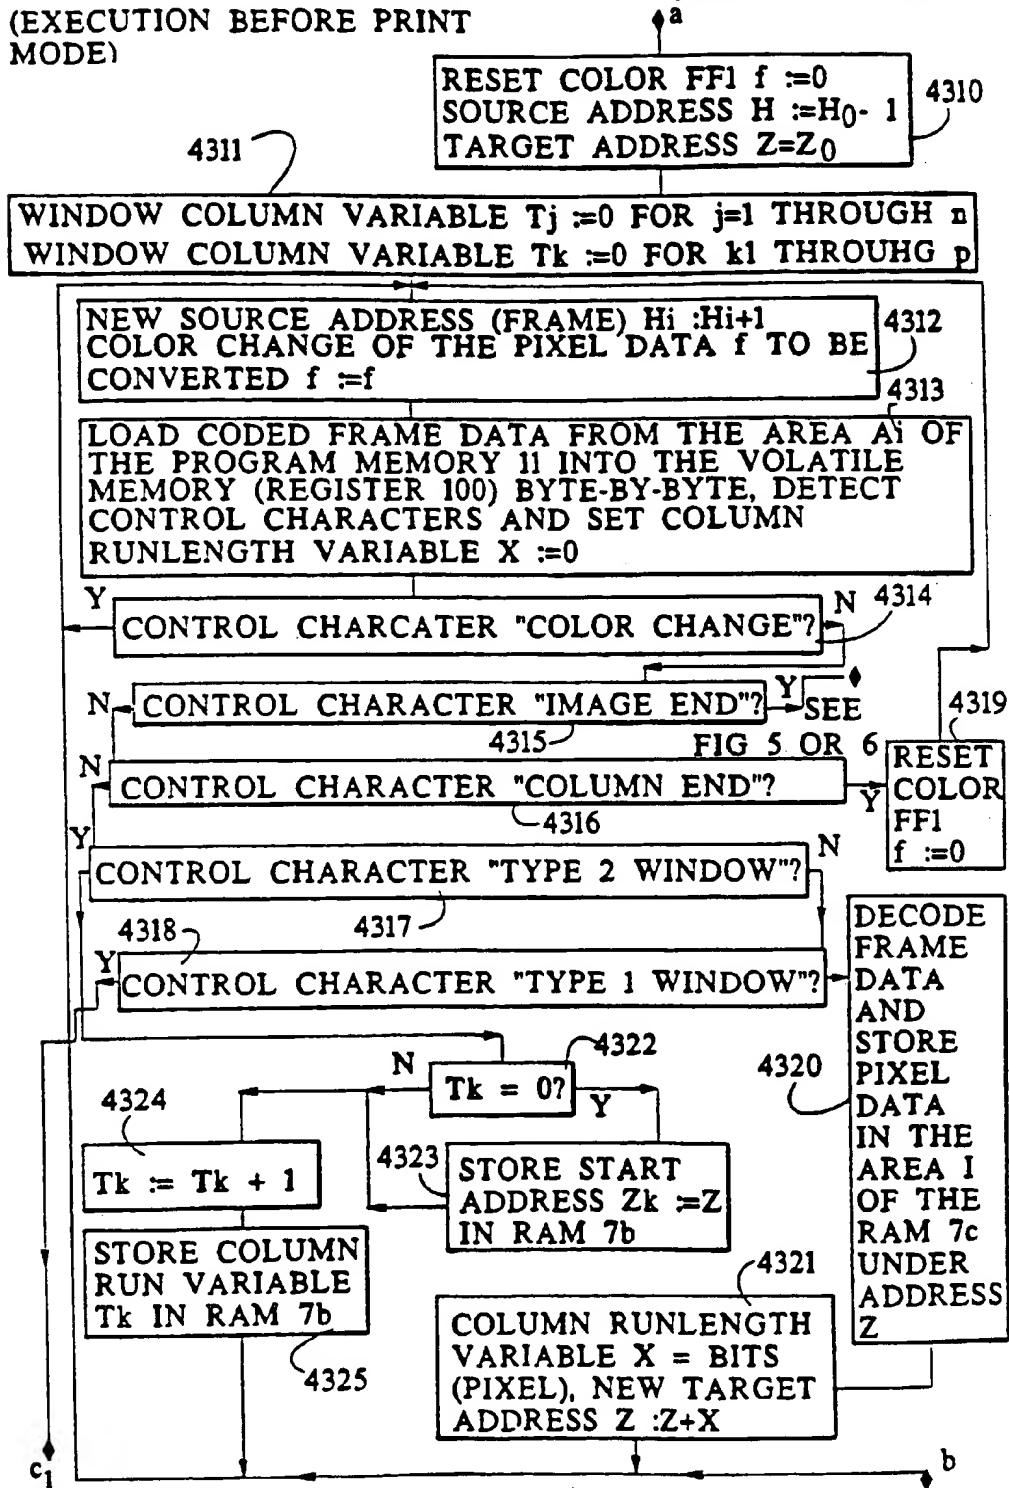 (EXECUTION BEFORE PRINT
MODE)
a
RESET COLOR FF1 f :=0
SOURCE ADDRESS H :=H0- 1
TARGET ADDRESS Z=Z0
4310
4311
WINDOW COLUMN VARIABLE Tj :=0 FOR j=1 THROUGH n
WINDOW COLUMN VARIABLE Tk :=0 FOR k1 THROUHG p
NEW SOURCE ADDRESS (FRAME) Hi :Hi+1
COLOR CHANGE OF THE PIXEL DATA f TO BE
CONVERTED f :=f
4312
4313
LOAD CODED FRAME DATA FROM THE AREA Ai OF
THE PROGRAM MEMORY 11 INTO THE VOLATILE
MEMORY (REGISTER 100) BYTE-BY-BYTE, DETECT
CONTROL CHARACTERS AND SET COLUMN
RUNLENGTH VARIABLE X :=0
Y
CONTROL CHARCATER "COLOR CHANGE"?
N
4314
N
CONTROL CHARACTER "IMAGE END"?
Y
SEE
FIG 5 OR 6
4315
N
CONTROL CHARACTER "COLUMN END"?
Y
4316
4319
RESET
COLOR
FF1
f :=0
Y
CONTROL CHARACTER "TYPE 2 WINDOW"?
N
4317
4318
Y
CONTROL CHARACTER "TYPE 1 WINDOW"?
DECODE
FRAME
DATA
AND
STORE
PIXEL
DATA
IN THE
AREA I
OF THE
RAM 7c
UNDER
ADDRESS
Z
4320
4322
N
Tk = 0?
Y
4324
Tk := Tk + 1
4323
STORE START
ADDRESS Zk :=Z
IN RAM 7b
STORE COLUMN
RUN VARIABLE
Tk IN RAM 7b
4325
4321
COLUMN RUNLENGTH
VARIABLE X = BITS
(PIXEL), NEW TARGET
ADDRESS Z :Z+X
c1
b